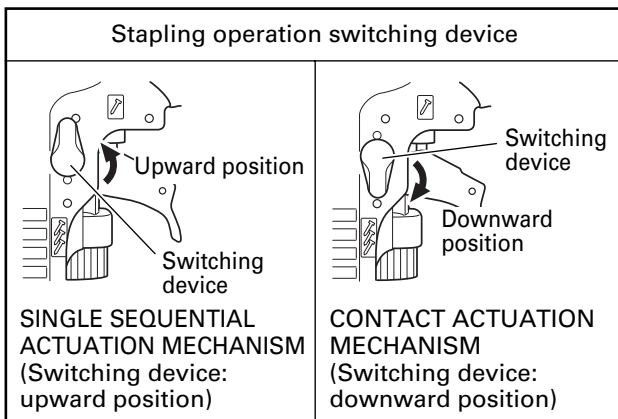 Stapling operation switching device
Upward position
Switching
device
SINGLE SEQUENTIAL
ACTUATION MECHANISM
(Switching device:
upward position)
Switching
device
Downward
position
CONTACT ACTUATION
MECHANISM
(Switching device:
downward position)